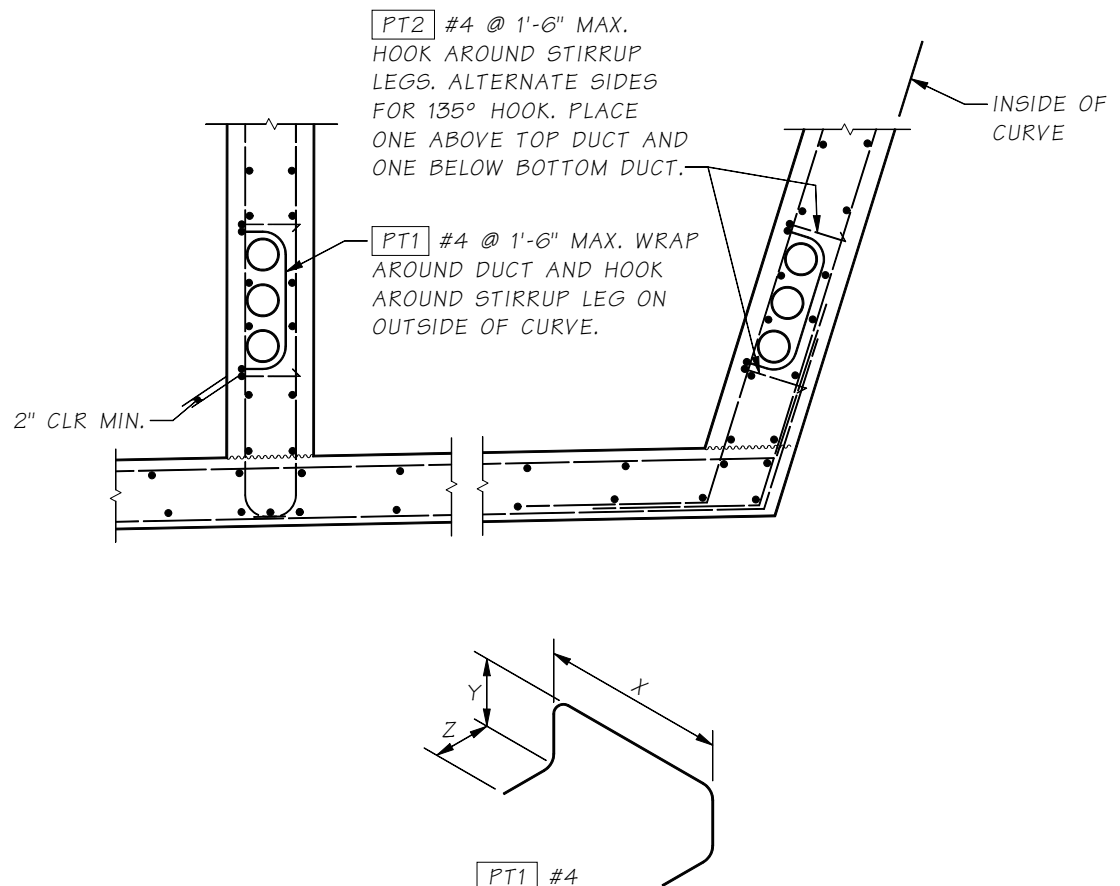 PT2 #4 @ 1'-6" MAX.
HOOK AROUND STIRRUP
LEGS. ALTERNATE SIDES
FOR 135° HOOK. PLACE
ONE ABOVE TOP DUCT AND
ONE BELOW BOTTOM DUCT.
INSIDE OF
CURVE
PT1 #4 @ 1'-6" MAX. WRAP
AROUND DUCT AND HOOK
AROUND STIRRUP LEG ON
OUTSIDE OF CURVE.
2" CLR MIN.
X
Y
Z
PT1 #4